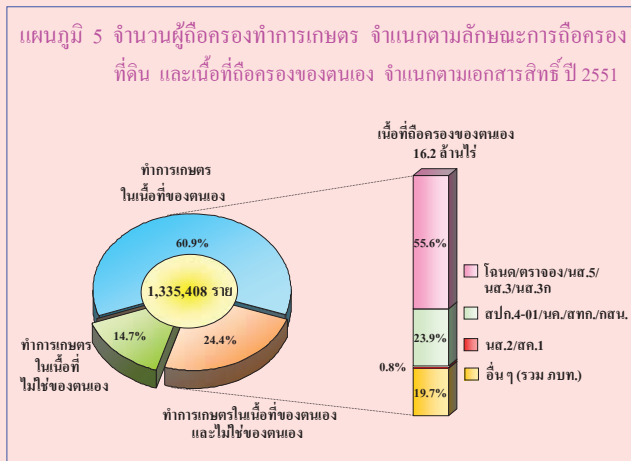 แผนภูมิ 5 จำนวนผู้ถือครองทำการเกษตร จำแนกตามลักษณะการถือครอง
ที่ดิน และเนื้อที่ถือครองของตนเอง จำแนกตามเอกสารสิทธิ์ ปี 2551
เนื้อที่ถือครองของตนเอง
16.2 ล้านไร่
ทำการเกษตร
ในเนื้อที่ของตนเอง
60.9%
1,335,408 ราย
14.7%
24.4%
ทำการเกษตร
ในเนื้อที่
ไม่ใช่ของตนเอง
ทำการเกษตรในเนื้อที่ของตนเอง
และไม่ใช่ของตนเอง
55.6%
23.9%
0.8%
19.7%
โฉนด/ตราจอง/นส.5/
นส.3/นส.3ก
สปก.4-01/นค./สทก./กสน.
นส.2/สค.1
อื่น ๆ (รวม ภบท.)